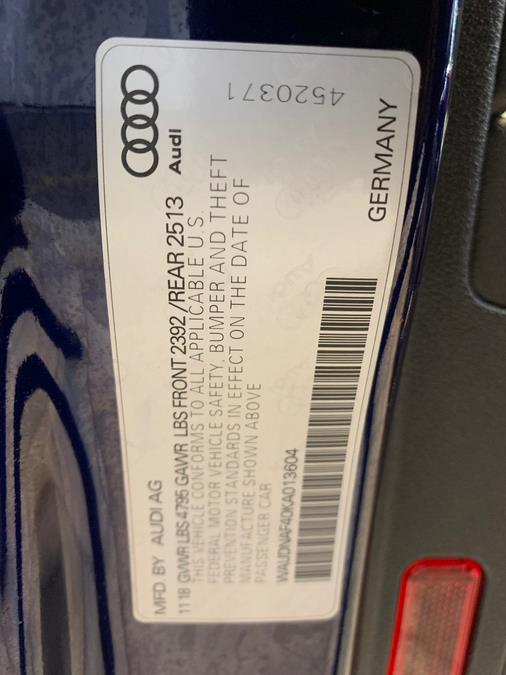 Audi
4520371
MFD. BY AUDI AG
1118 GVWR LBS 4795 GAWR LBS FRONT 2392 /REAR 2513
THIS VEHICLE CONFORMS TO ALL APPLICABLE U.S.
FEDERAL MOTOR VEHICLE SAFETY, BUMPER AND THEFT
PREVENTION STANDARDS IN EFFECT ON THE DATE OF
MANUFACTURE SHOWN ABOVE
PASSENGER CAR
WAUDNAF40KA013604
GERMANY